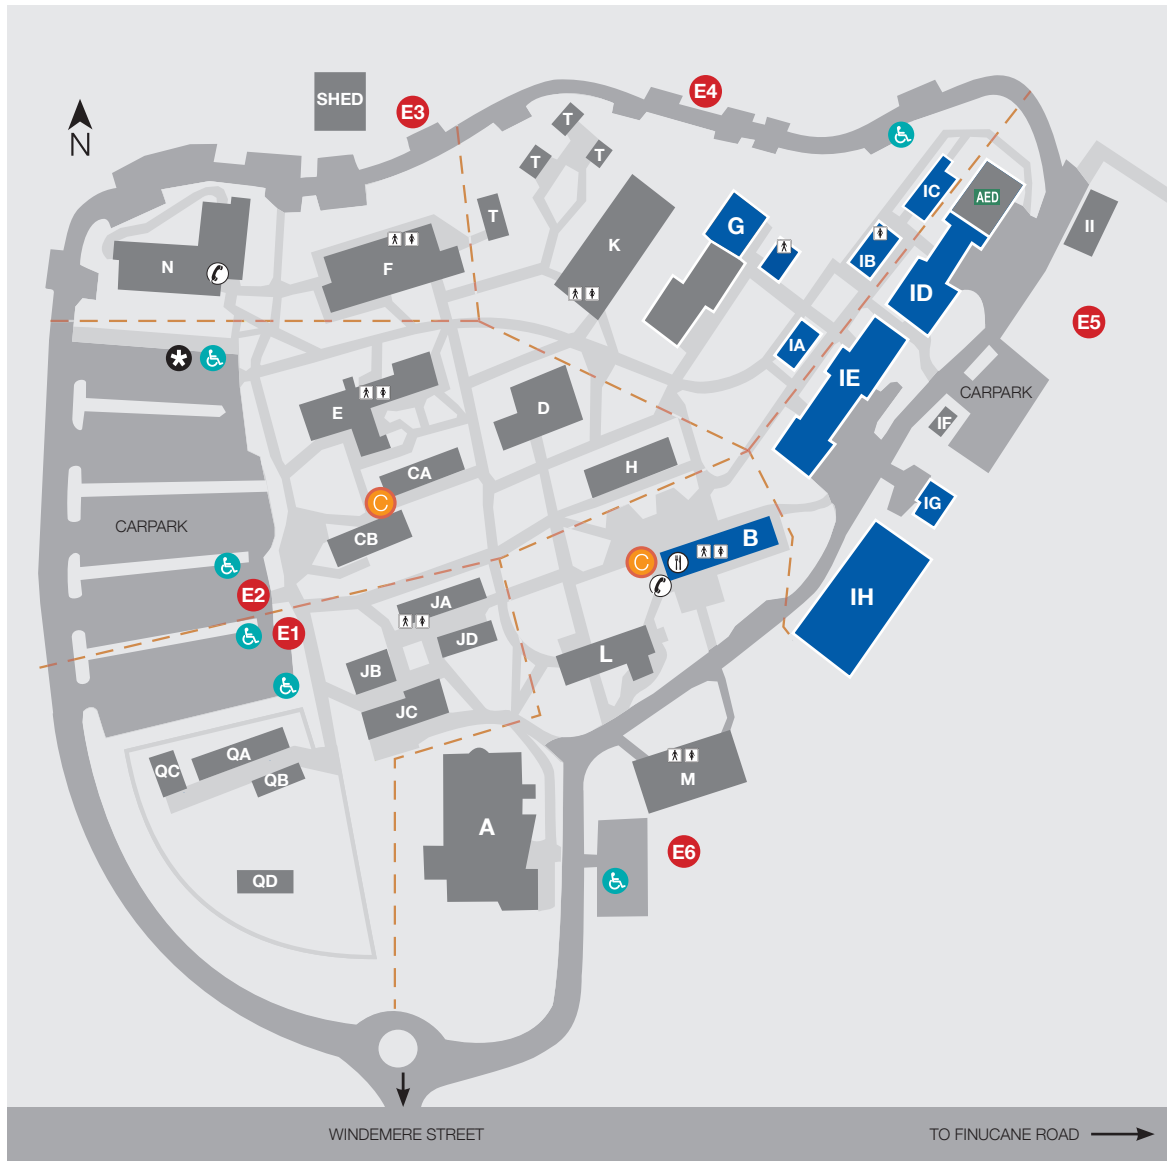 E4
SHED
E3
T
N
T
T
IC
AED
T
G
II
K
IB
N
F
ID
E5
IA
IE
CARPARK
E
D
IF
CA
H
C
IG
CARPARK
CB
B
C
IH
E2
JA
E1
JD
L
JB
JC
QA
QC
QB
M
A
E6
QD
WINDEMERE STREET
TO FINUCANE ROAD